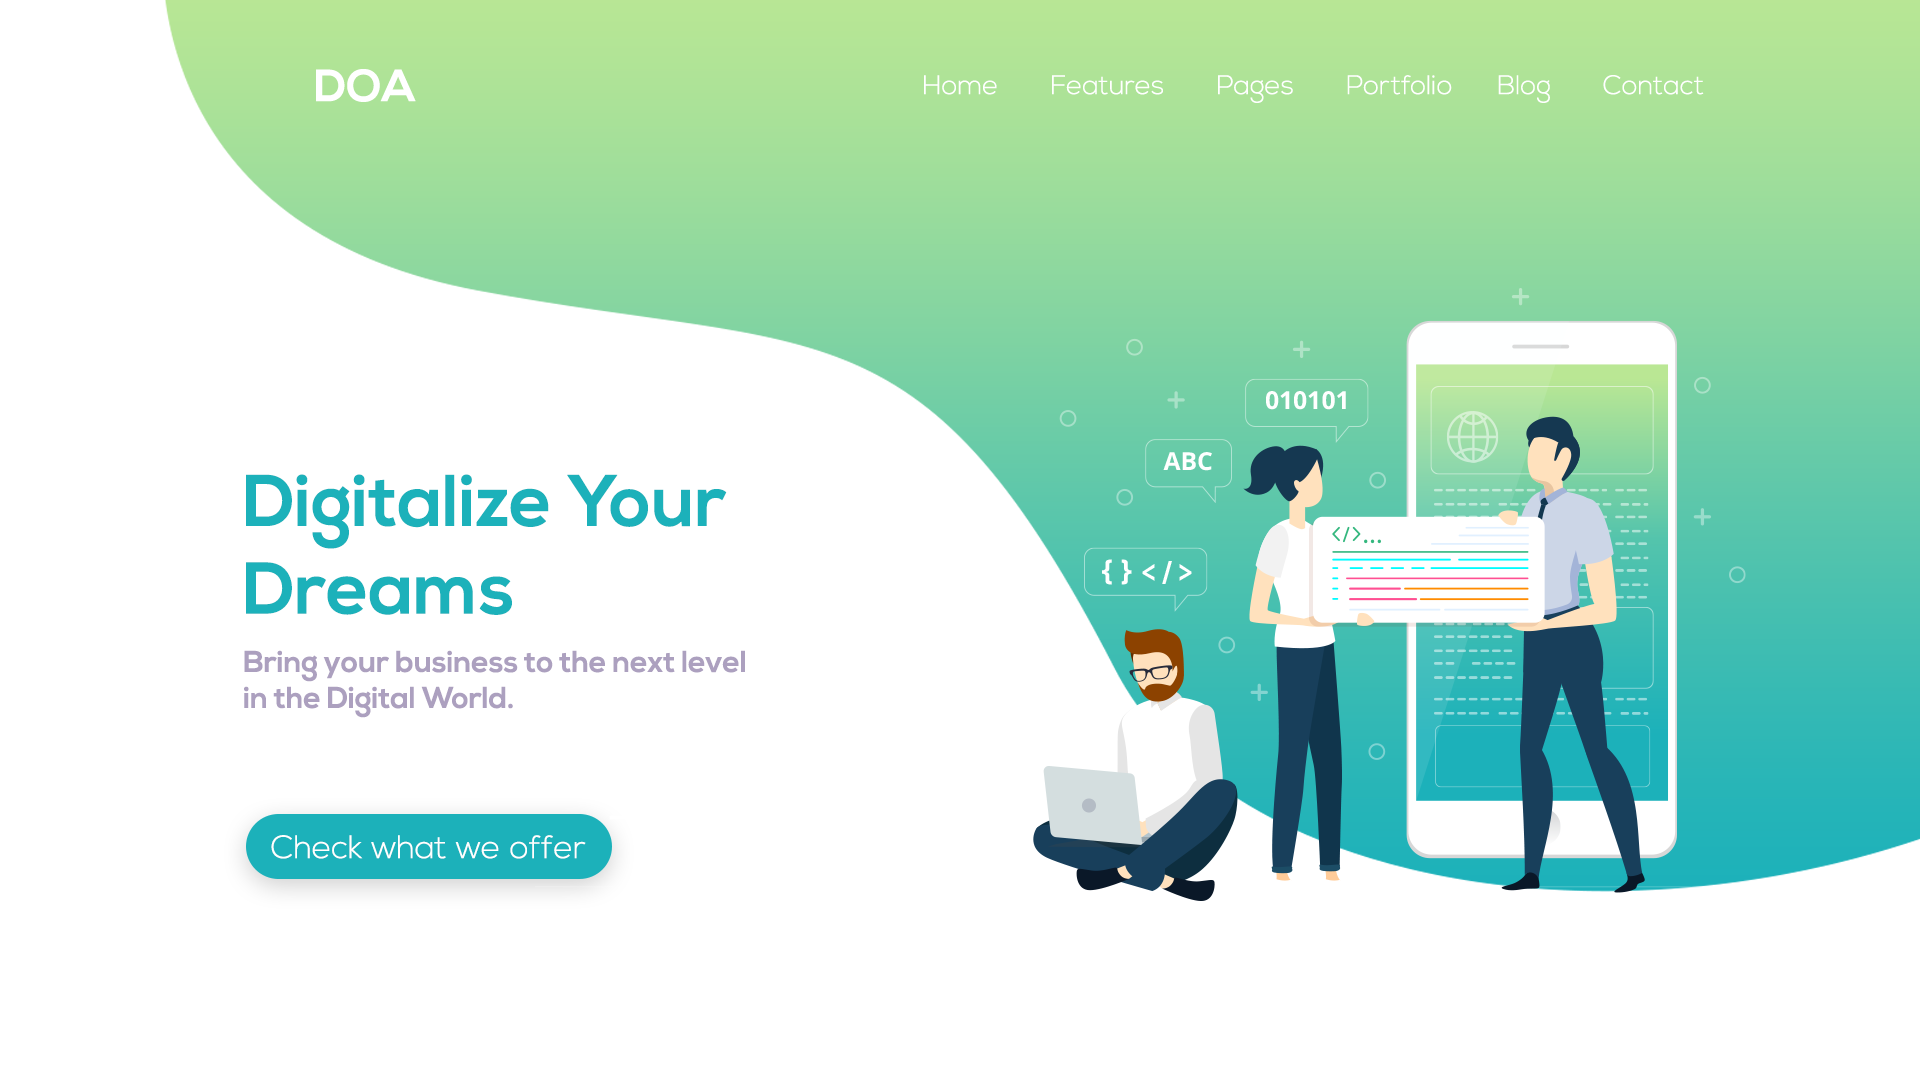 DOA
Home Features Pages Portfolio Blog Contact
010101
ABC
</>...
{ } </>
Digitalize Your
Dreams
Bring your business to the next level
in the Digital World.
Check what we offer